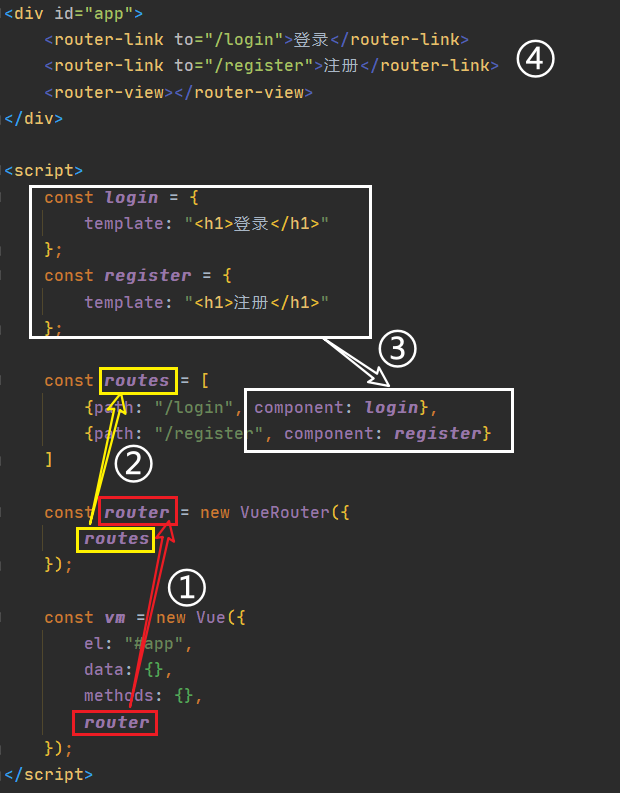 <div id="app">
    <router-link to="/login">登录</router-link>
    <router-link to="/register">注册</router-link> ④
    <router-view></router-view>
</div>

<script>
    const login = {
        template: "<h1>登录</h1>"
    };
    const register = {
        template: "<h1>注册</h1>"
    };
③
    const routes = [
        {path: "/login", component: login},
        {path: "/register", component: register}
    ]
②
    const router = new VueRouter({
        routes
    });
①
    const vm = new Vue({
        el: "#app",
        data: {},
        methods: {},
        router
    });
</script>